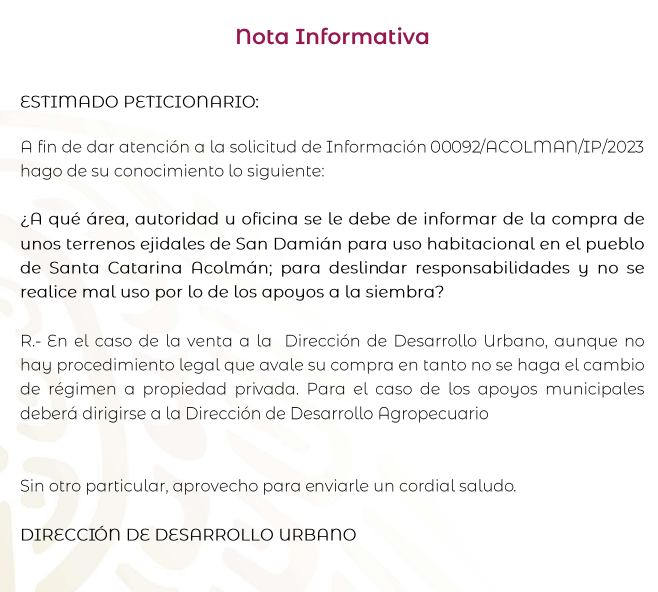 Nota Informativa
ESTIMADO PETICIONARIO:
A fin de dar atención a la solicitud de Información 00092/ACOLMAN/IP/2023
hago de su conocimiento lo siguiente:
¿A qué área, autoridad u oficina se le debe de informar de la compra de
unos terrenos ejidales de San Damián para uso habitacional en el pueblo
de Santa Catarina Acolmán; para deslindar responsabilidades y no se
realice mal uso por lo de los apoyos a la siembra?
R.- En el caso de la venta a la  Dirección de Desarrollo Urbano, aunque no
hay procedimiento legal que avale su compra en tanto no se haga el cambio
de régimen a propiedad privada. Para el caso de los apoyos municipales
deberá dirigirse a la Dirección de Desarrollo Agropecuario
Sin otro particular, aprovecho para enviarle un cordial saludo.
DIRECCIÓN DE DESARROLLO URBANO